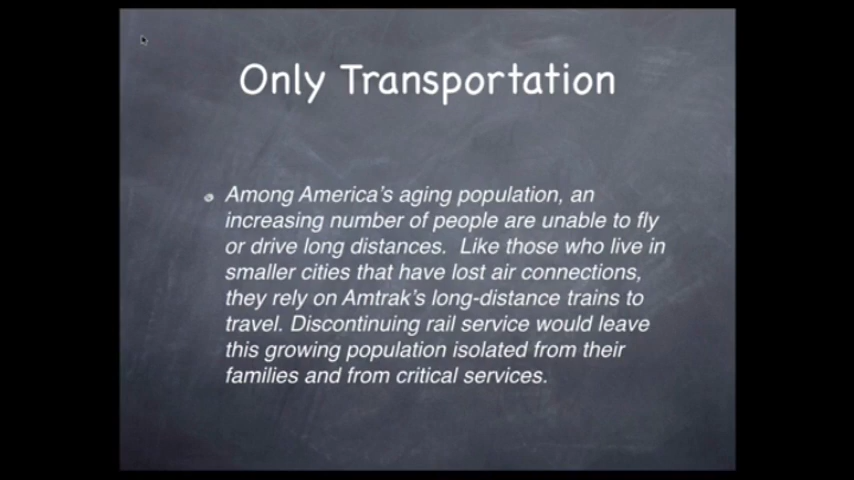 Only Transportation
Among America's aging population, an
increasing number of people are unable to fly
or drive long distances.  Like those who live in
smaller cities that have lost air connections,
they rely on Amtrak's long-distance trains to
travel. Discontinuing rail service would leave
this growing population isolated from their
families and from critical services.